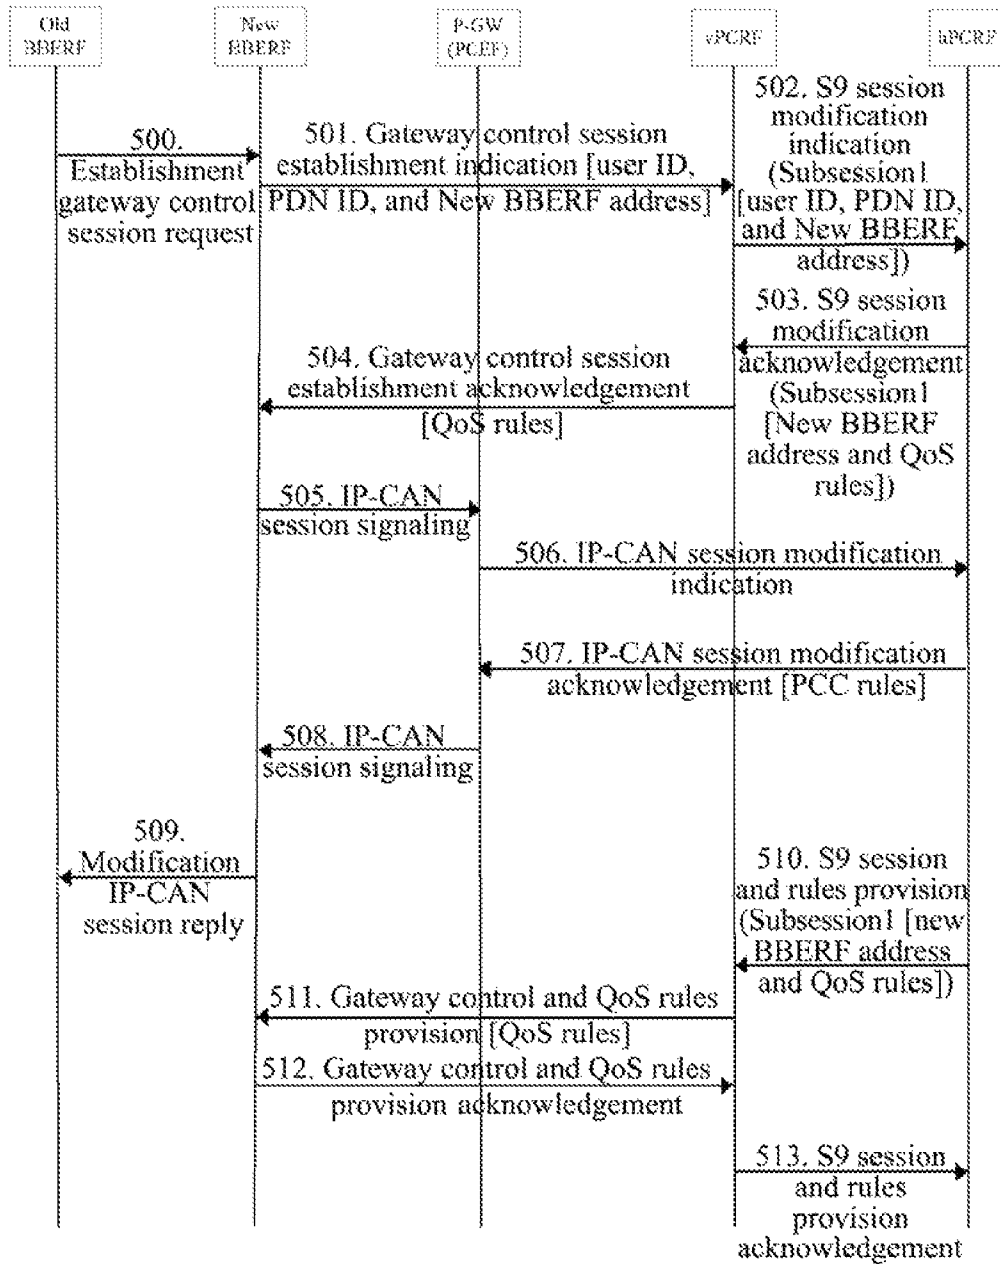 Old
BBERF
New
BBERF
P-GW
(PCEF)
vPCRF
hPCRF
500.
Establishment
gateway control
session request
501. Gateway control session
establishment indication [user ID,
PDN ID, and New BBERF address]
502. S9 session
modification
indication
(Subsession1
[user ID, PDN ID,
and New BBERF
address])
503. S9 session
modification
acknowledgement
(Subsession1
[New BBERF
address and QoS
rules])
504. Gateway control session
establishment acknowledgement
[QoS rules]
505. IP-CAN
session signaling
506. IP-CAN session modification
indication
507. IP-CAN session modification
acknowledgement [PCC rules]
508. IP-CAN
session signaling
509.
Modification
IP-CAN
session reply
510. S9 session
and rules provision
(Subsession1 [new
BBERF address
and QoS rules])
511. Gateway control and QoS rules
provision [QoS rules]
512. Gateway control and QoS rules
provision acknowledgement
513. S9 session
and rules
provision
acknowledgement